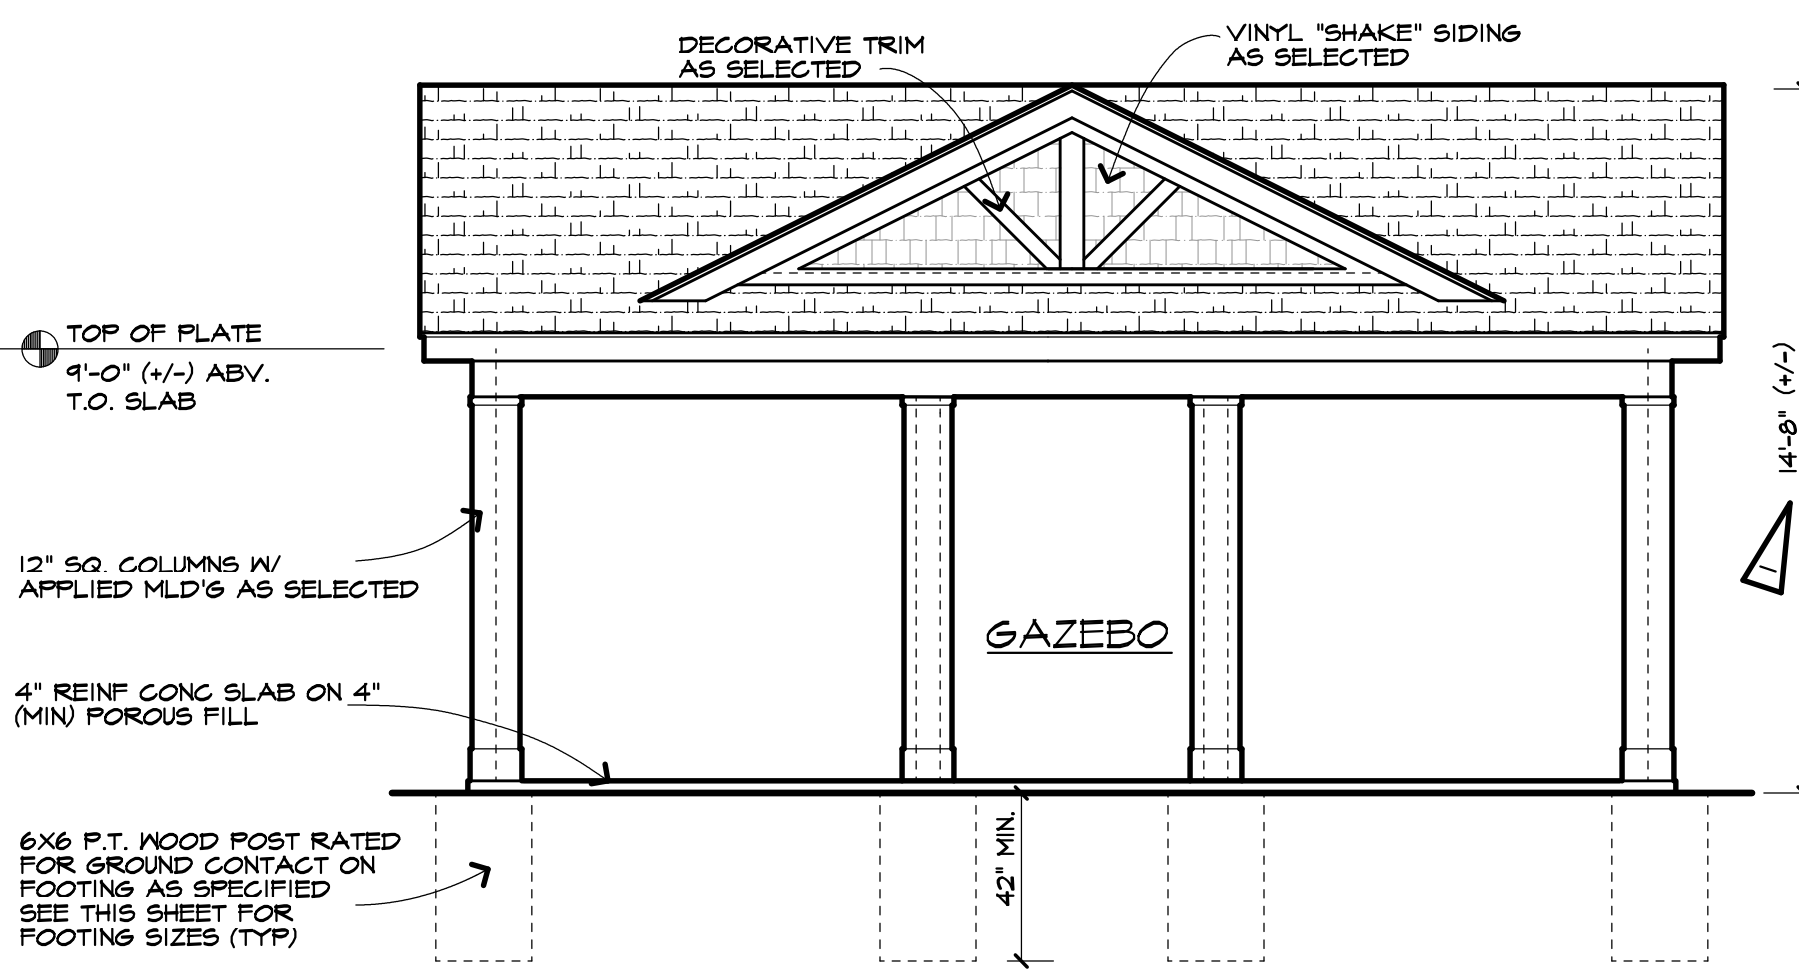 DECORATIVE TRIM
AS SELECTED
VINYL "SHAKE" SIDING
AS SELECTED
TOP OF PLATE
9'-0" (+/-) ABV.
T.O. SLAB
14'-8" (+/-)
12" SQ. COLUMNS W/
APPLIED MLD'G AS SELECTED
GAZEBO
4" REINF CONC SLAB ON 4"
(MIN) POROUS FILL
42" MIN.
6X6 P.T. WOOD POST RATED
FOR GROUND CONTACT ON
FOOTING AS SPECIFIED
SEE THIS SHEET FOR
FOOTING SIZES (TYP)